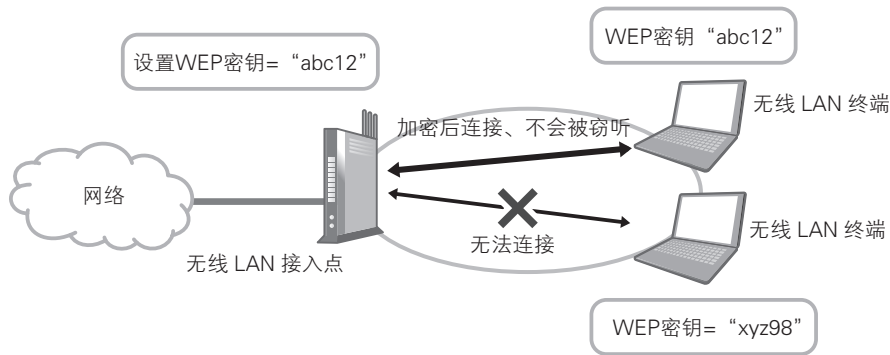 WEP密钥 “abc12”
设置WEP密钥= “abc12”
无线 LAN 终端
加密后连接、不会被窃听
网络
无法连接
无线 LAN 终端
无线 LAN 接入点
WEP密钥= “xyz98”